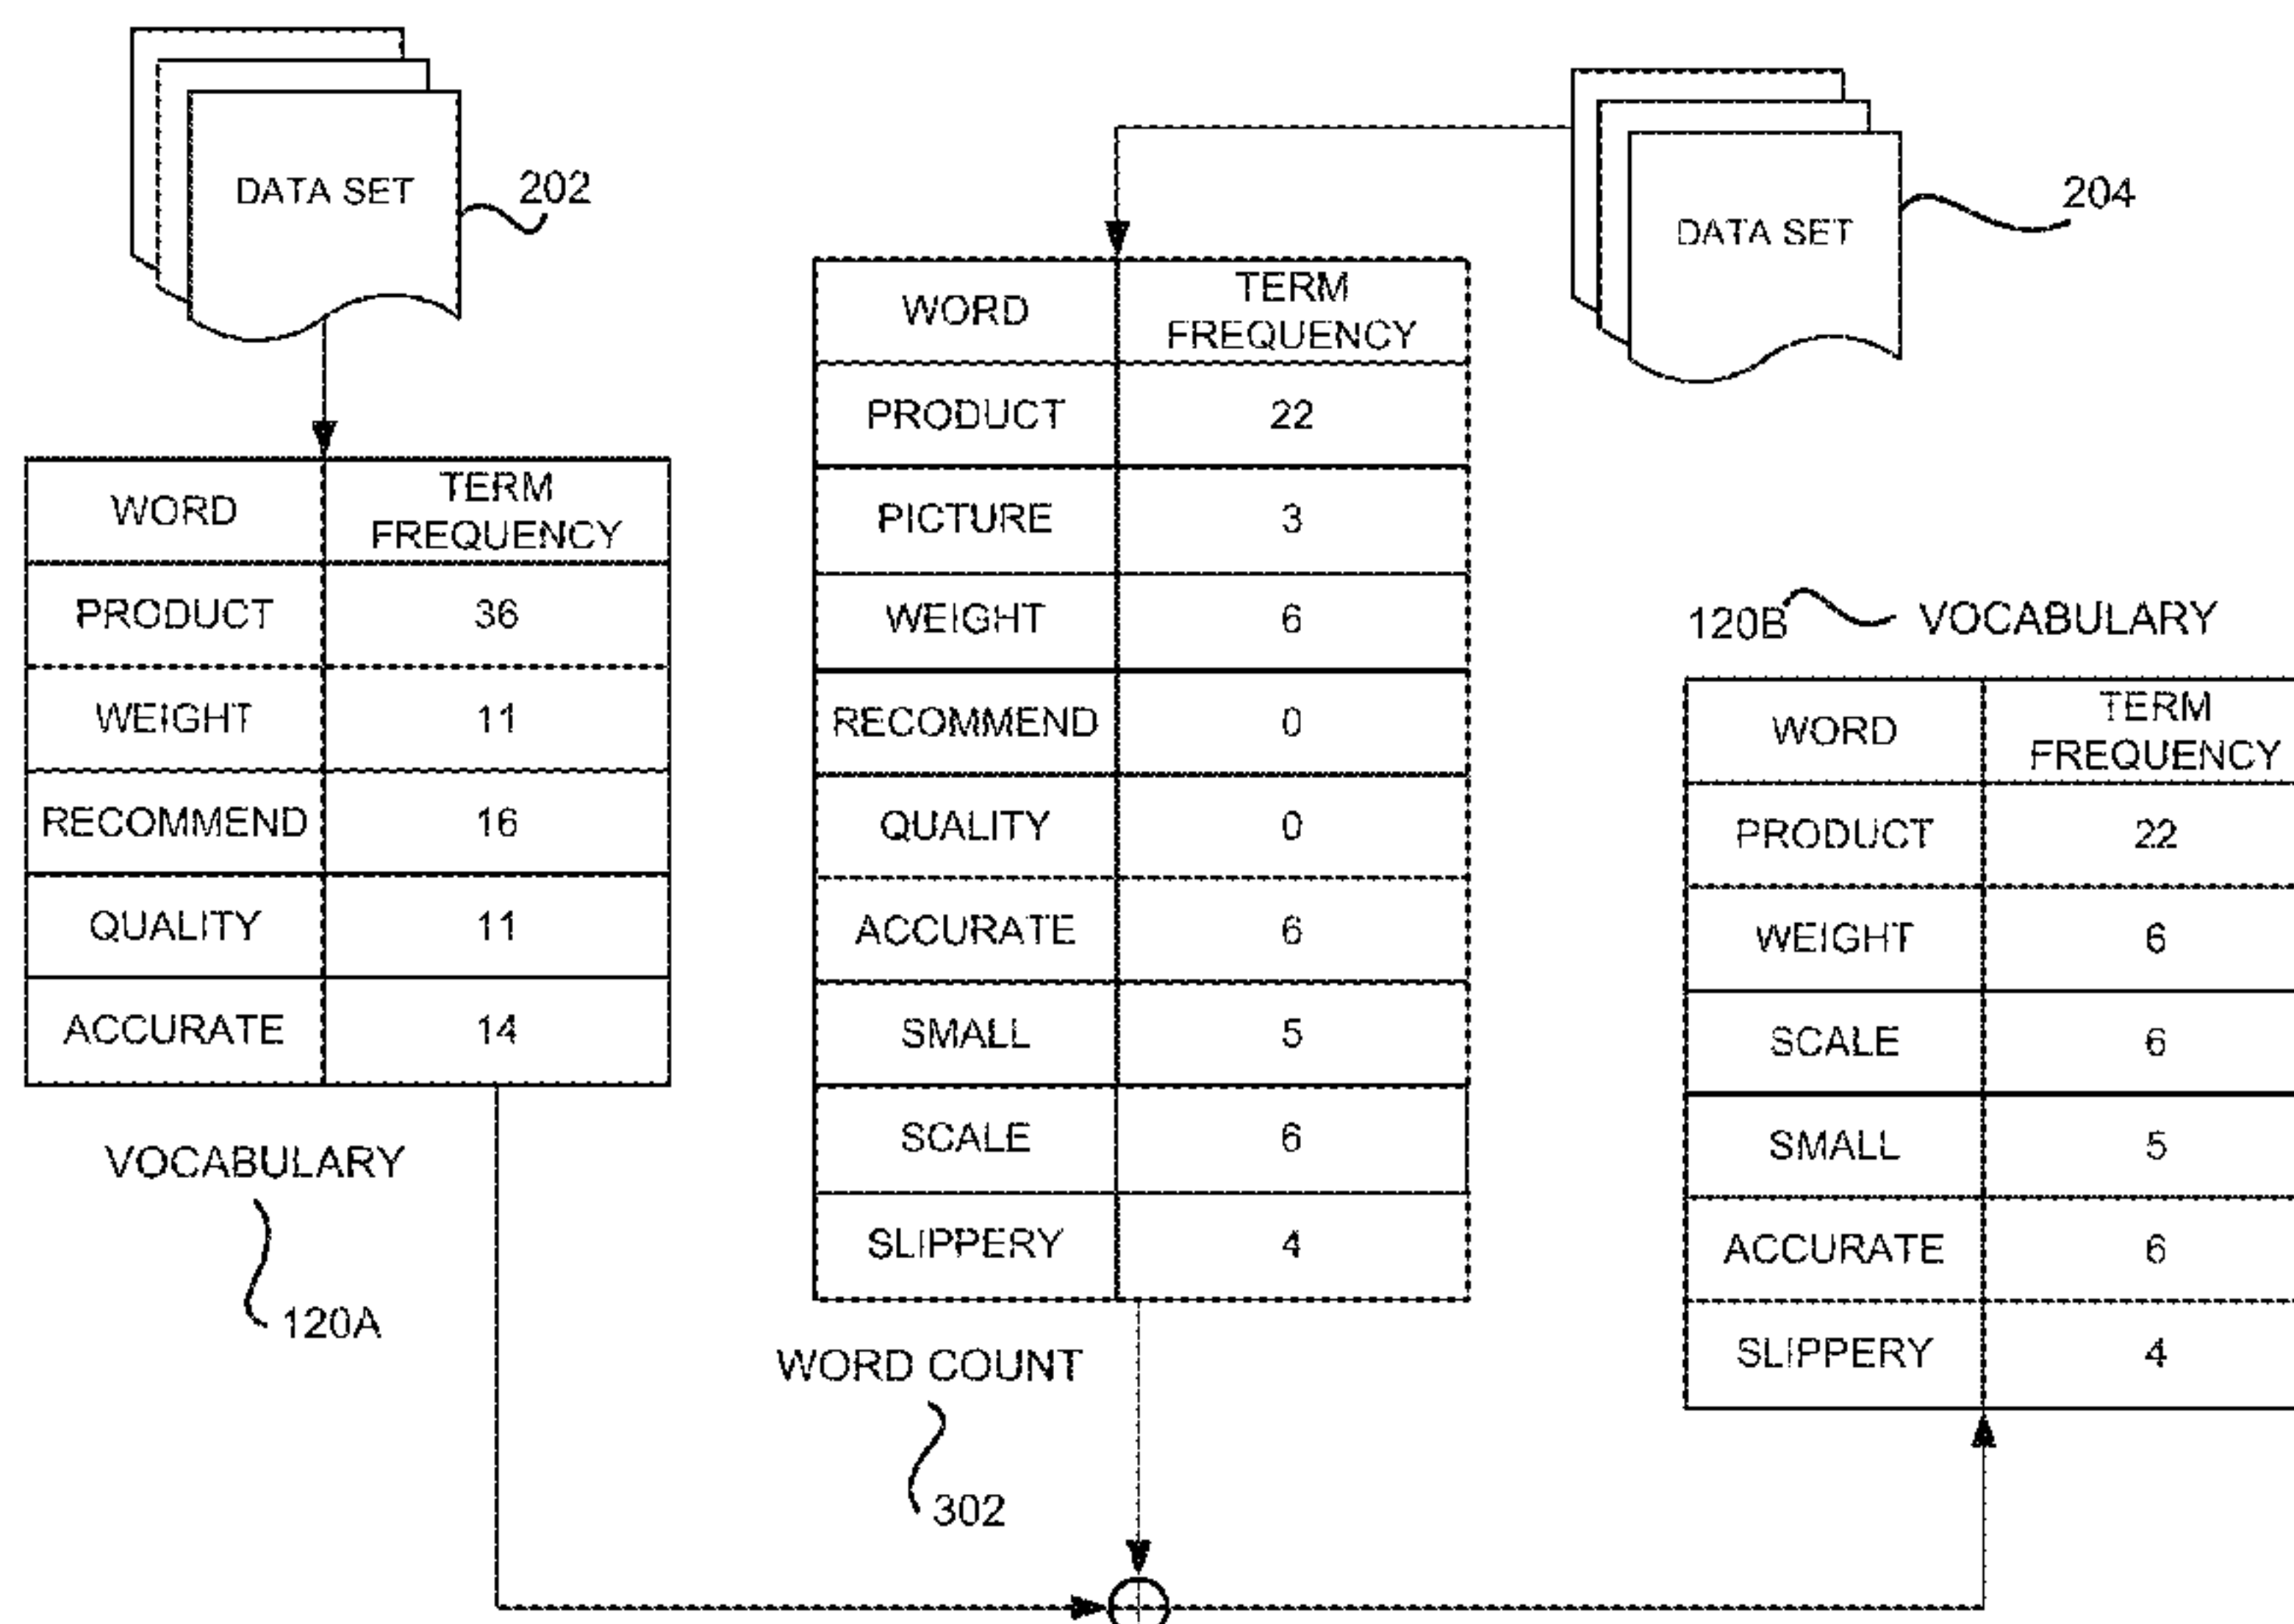 DATA SET
202
WORD
TERM
FREQUENCY
PRODUCT
36
WEIGHT
11
RECOMMEND
16
QUALITY
11
ACCURATE
14
VOCABULARY
120A
WORD
TERM
FREQUENCY
PRODUCT
22
PICTURE
3
WEIGHT
6
RECOMMEND
0
QUALITY
0
ACCURATE
6
SMALL
5
SCALE
6
SLIPPERY
4
WORD COUNT
302
DATA SET
204
120B
VOCABULARY
WORD
TERM
FREQUENCY
PRODUCT
22
WEIGHT
6
SCALE
6
SMALL
5
ACCURATE
6
SLIPPERY
4